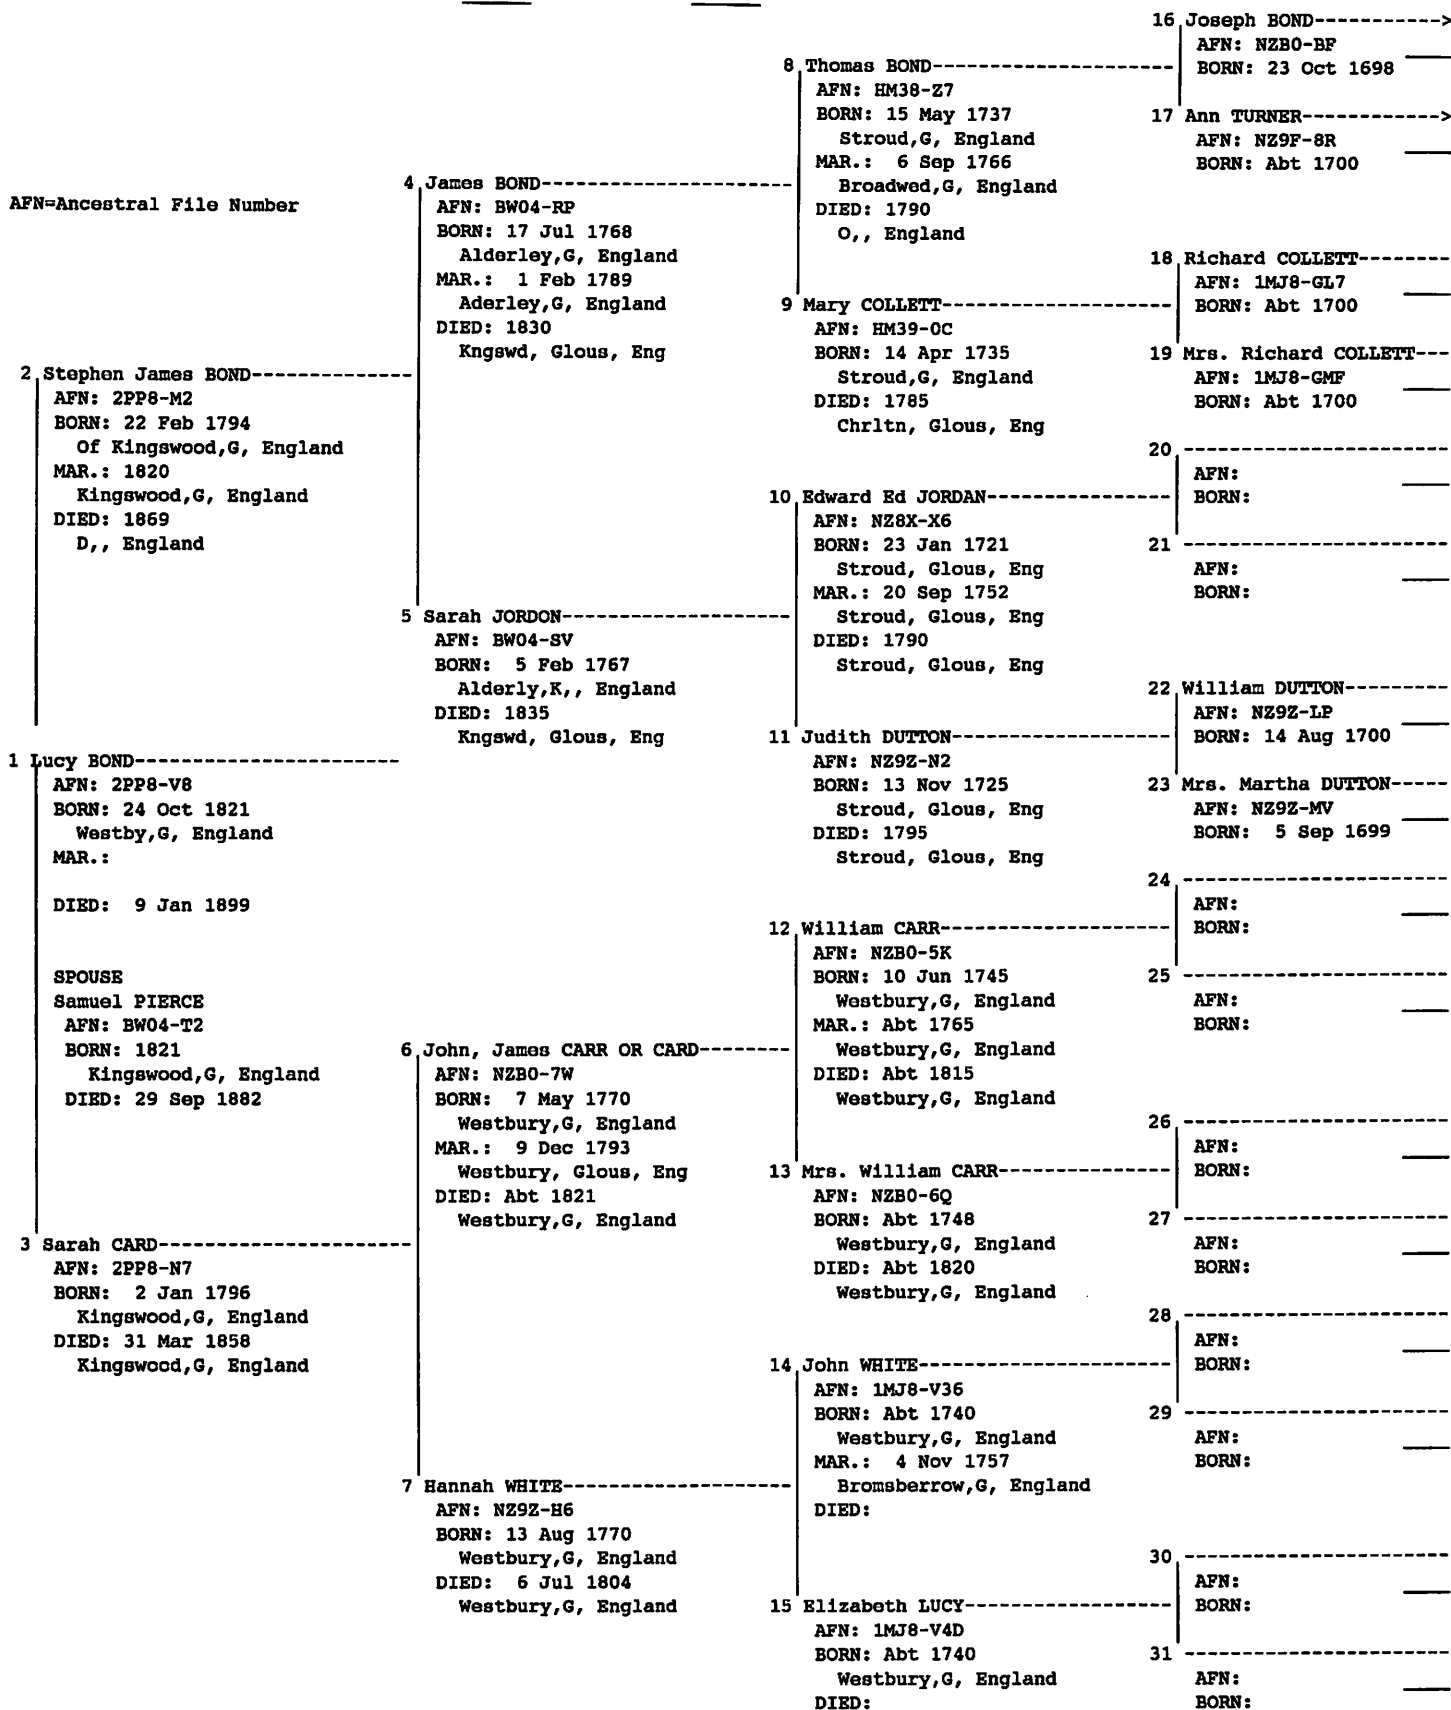 AFN=Ancestral File Number
1 Lucy BOND
AFN: 2PP8-V8
BORN: 24 Oct 1821
Westby,G, England
MAR.:
DIED: 9 Jan 1899
SPOUSE
Samuel PIERCE
AFN: BW04-T2
BORN: 1821
Kingswood,G, England
DIED: 29 Sep 1882
2 Stephen James BOND
AFN: 2PP8-M2
BORN: 22 Feb 1794
Of Kingswood,G, England
MAR.: 1820
Kingswood,G, England
DIED: 1869
D,, England
3 Sarah CARD
AFN: 2PP8-N7
BORN: 2 Jan 1796
Kingswood,G, England
DIED: 31 Mar 1858
Kingswood,G, England
4 James BOND
AFN: BW04-RP
BORN: 17 Jul 1768
Alderley,G, England
MAR.: 1 Feb 1789
Aderley,G, England
DIED: 1830
Kngswd, Glous, Eng
5 Sarah JORDON
AFN: BW04-SV
BORN: 5 Feb 1767
Alderly,K,, England
DIED: 1835
Kngswd, Glous, Eng
6 John, James CARR OR CARD
AFN: NZB0-7W
BORN: 7 May 1770
Westbury,G, England
MAR.: 9 Dec 1793
Westbury, Glous, Eng
DIED: Abt 1821
Westbury,G, England
7 Hannah WHITE
AFN: NZ9Z-H6
BORN: 13 Aug 1770
Westbury,G, England
DIED: 6 Jul 1804
Westbury,G, England
8 Thomas BOND
AFN: HM38-Z7
BORN: 15 May 1737
Stroud,G, England
MAR.: 6 Sep 1766
Broadwed,G, England
DIED: 1790
O,, England
9 Mary COLLETT
AFN: HM39-0C
BORN: 14 Apr 1735
Stroud,G, England
DIED: 1785
Chrltn, Glous, Eng
10 Edward Ed JORDAN
AFN: NZ8X-X6
BORN: 23 Jan 1721
Stroud, Glous, Eng
MAR.: 20 Sep 1752
Stroud, Glous, Eng
DIED: 1790
Stroud, Glous, Eng
11 Judith DUTTON
AFN: NZ9Z-N2
BORN: 13 Nov 1725
Stroud, Glous, Eng
DIED: 1795
Stroud, Glous, Eng
12 William CARR
AFN: NZB0-5K
BORN: 10 Jun 1745
Westbury,G, England
MAR.: Abt 1765
Westbury,G, England
DIED: Abt 1815
Westbury,G, England
13 Mrs. William CARR
AFN: NZB0-6Q
BORN: Abt 1748
Westbury,G, England
DIED: Abt 1820
Westbury,G, England
14 John WHITE
AFN: 1MJ8-V36
BORN: Abt 1740
Westbury,G, England
MAR.: 4 Nov 1757
Bromsberrow,G, England
DIED:
15 Elizabeth LUCY
AFN: 1MJ8-V4D
BORN: Abt 1740
Westbury,G, England
DIED:
16 Joseph BOND
AFN: NZB0-BF
BORN: 23 Oct 1698
17 Ann TURNER
AFN: NZ9F-8R
BORN: Abt 1700
18 Richard COLLETT
AFN: 1MJ8-GL7
BORN: Abt 1700
19 Mrs. Richard COLLETT
AFN: 1MJ8-GMF
BORN: Abt 1700
20
AFN:
BORN:
21
AFN:
BORN:
22 William DUTTON
AFN: NZ9Z-LP
BORN: 14 Aug 1700
23 Mrs. Martha DUTTON
AFN: NZ9Z-MV
BORN: 5 Sep 1699
24
AFN:
BORN:
25
AFN:
BORN:
26
AFN:
BORN:
27
AFN:
BORN:
28
AFN:
BORN:
29
AFN:
BORN:
30
AFN:
BORN:
31
AFN:
BORN: